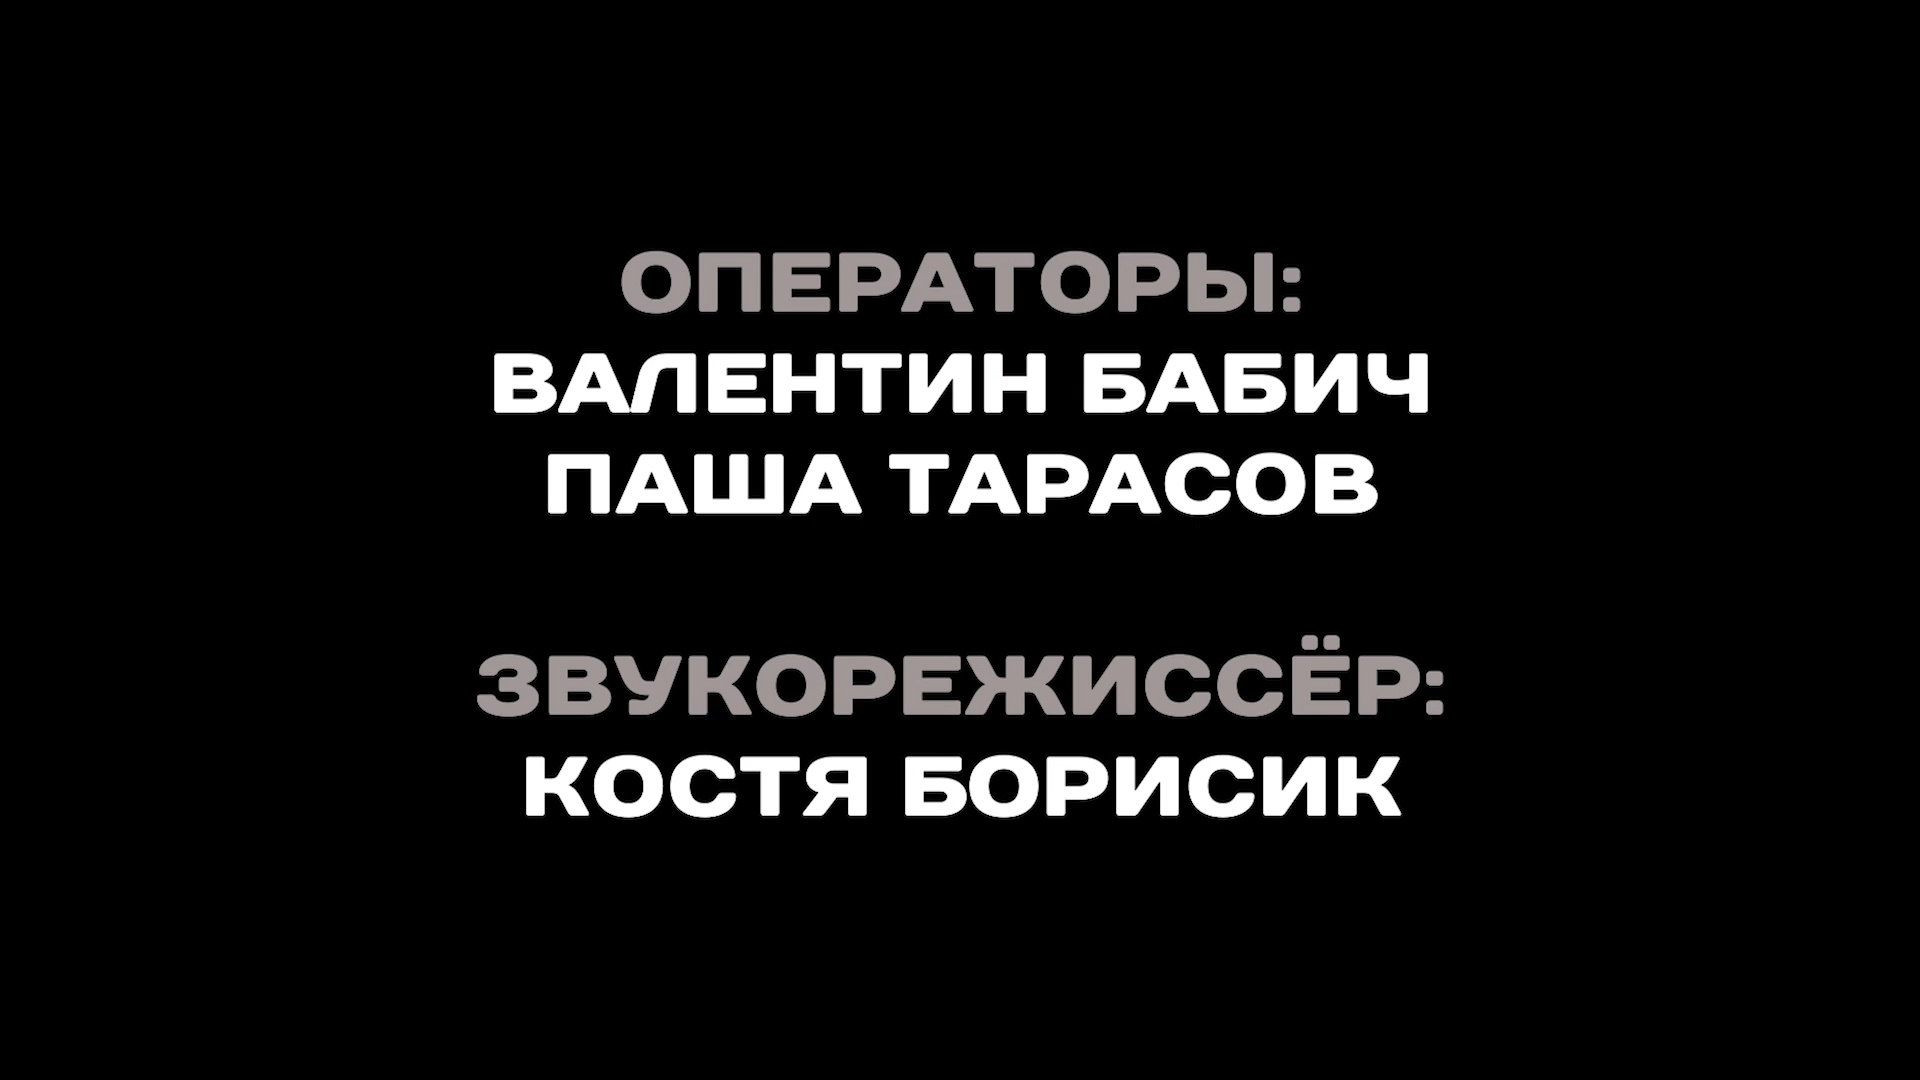 ОПЕРАТОРЫ:
ВАЛЕНТИН БАБИЧ
ПАША ТАРАСОВ
ЗВУКОРЕЖИССЁР:
КОСТЯ БОРИСИК